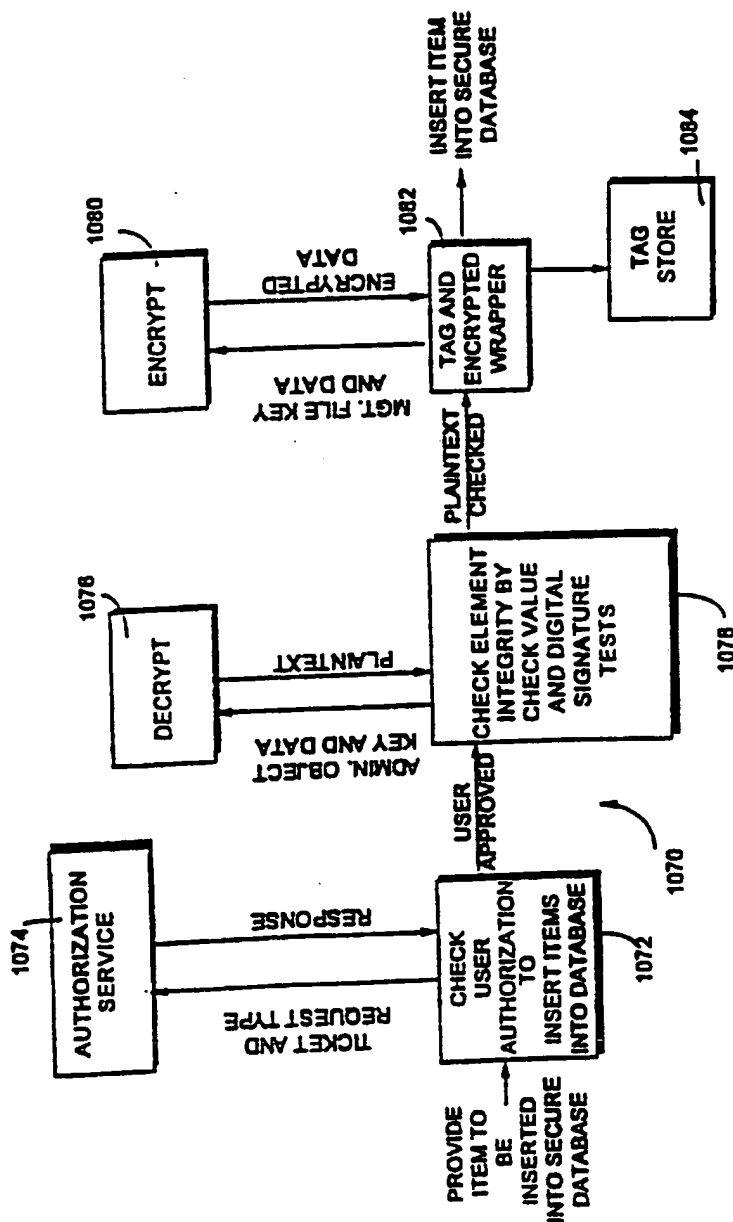 1074
AUTHORIZATION
SERVICE
TICKET AND
REQUEST TYPE
RESPONSE
PROVIDE
ITEM TO
BE
INSERTED
INTO SECURE
DATABASE
CHECK
USER
AUTHORIZATION
TO
INSERT ITEMS
INTO DATABASE
1072
USER
APPROVED
1070
1076
DECRYPT
ADMIN. OBJECT
KEY AND DATA
PLAINTEXT
CHECK ELEMENT
INTEGRITY BY
CHECK VALUE
AND DIGITAL
SIGNATURE
TESTS
1078
PLAINTEXT
CHECKED
1080
ENCRYPT
MGT. FILE KEY
AND DATA
ENCRYPTED
DATA
1082
TAG AND
ENCRYPTED
WRAPPER
INSERT ITEM
INTO SECURE
DATABASE
TAG
STORE
1084